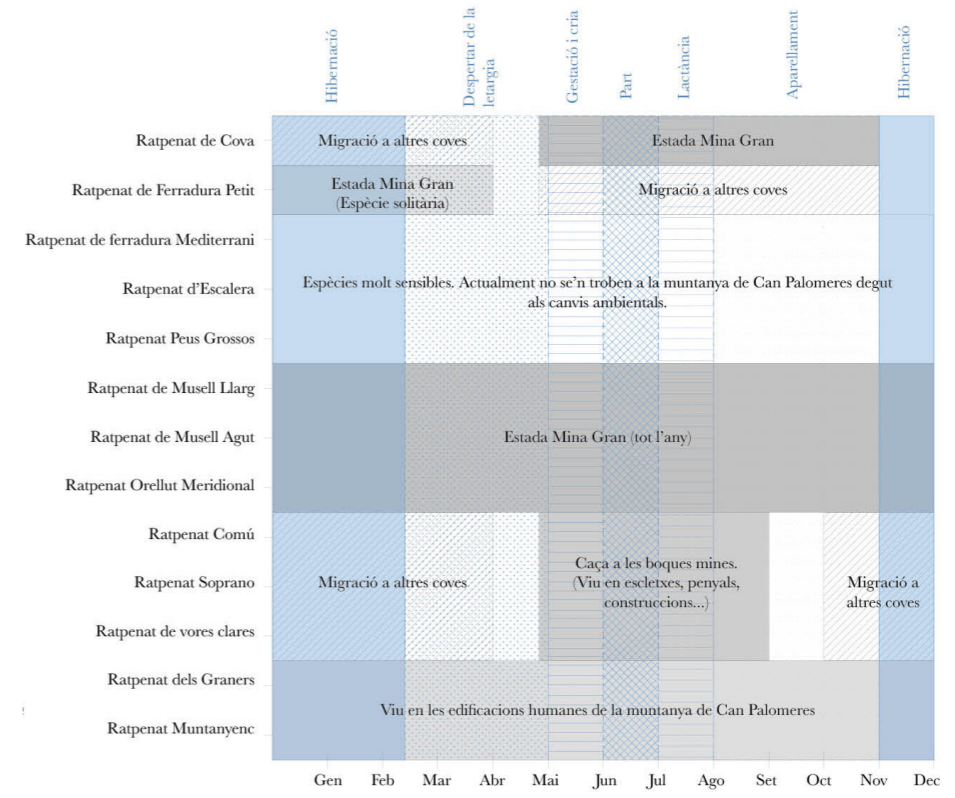 Hibernació
Despertar de la
letargia
Gestació i cria
Part
Lactància
Aparellament
Hibernació
Ratpenat de Cova
Migració a altres coves
Estada Mina Gran
Ratpenat de Ferradura Petit
Estada Mina Gran
(Espècie solitària)
Migració a altres coves
Ratpenat de ferradura Mediterrani
Ratpenat d’Escalera
Espècies molt sensibles. Actualment no se’n troben a la muntanya de Can Palomeres degut
als canvis ambientals.
Ratpenat Peus Grossos
Ratpenat de Musell Llarg
Ratpenat de Musell Agut
Estada Mina Gran (tot l’any)
Ratpenat Orellut Meridional
Ratpenat Comú
Ratpenat Soprano
Migració a altres coves
Caça a les boques mines.
(Viu en escletxes, penyals,
construccions...)
Migració a
altres coves
Ratpenat de vores clares
Ratpenat dels Graners
Viu en les edificacions humanes de la muntanya de Can Palomeres
Ratpenat Muntanyenc
Gen Feb Mar Abr Mai Jun Jul Ago Set Oct Nov Dec